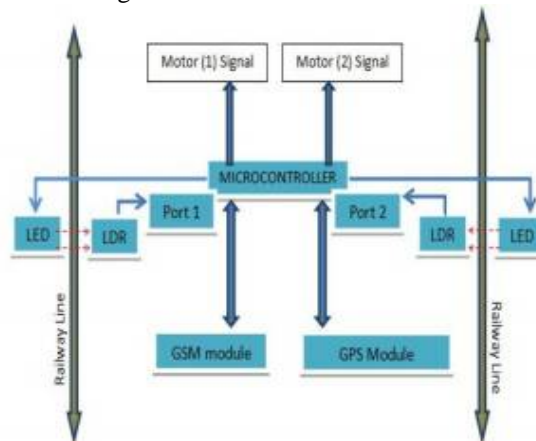 Motor (1) Signal
Motor (2) Signal
MICROCONTROLLER
Port 1
Port 2
LED
LDR
LDR
LED
Railway Line
Railway Line
GSM module
GPS Module